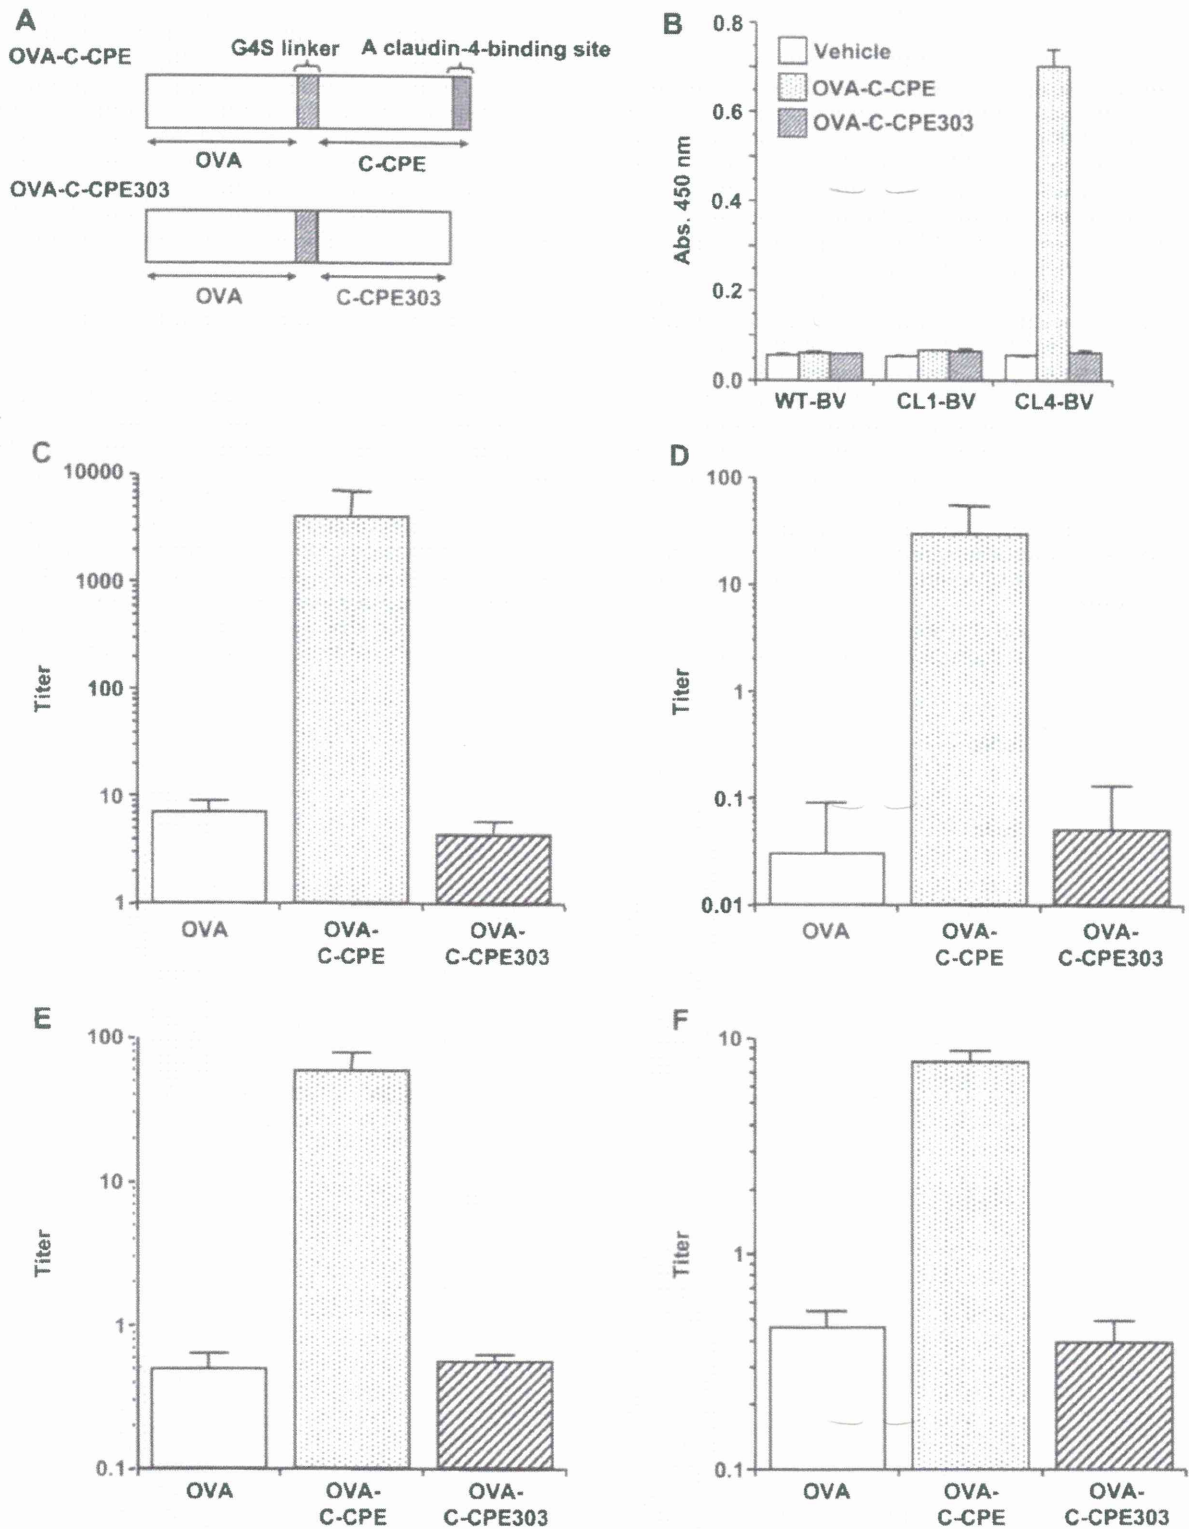 A
OVA-C-CPE
G4S linker
A claudin-4-binding site
OVA
C-CPE
OVA-C-CPE303
OVA
C-CPE303
B
0.8
0.6
0.4
0.2
0.0
Abs. 450 nm
Vehicle
OVA-C-CPE
OVA-C-CPE303
WT-BV
CL1-BV
CL4-BV
C
10000
1000
100
10
1
Titer
OVA
OVA-
C-CPE
OVA-
C-CPE303
D
100
10
1
0.1
0.01
Titer
OVA
OVA-
C-CPE
OVA-
C-CPE303
E
100
10
1
0.1
Titer
OVA
OVA-
C-CPE
OVA-
C-CPE303
F
10
1
0.1
Titer
OVA
OVA-
C-CPE
OVA-
C-CPE303